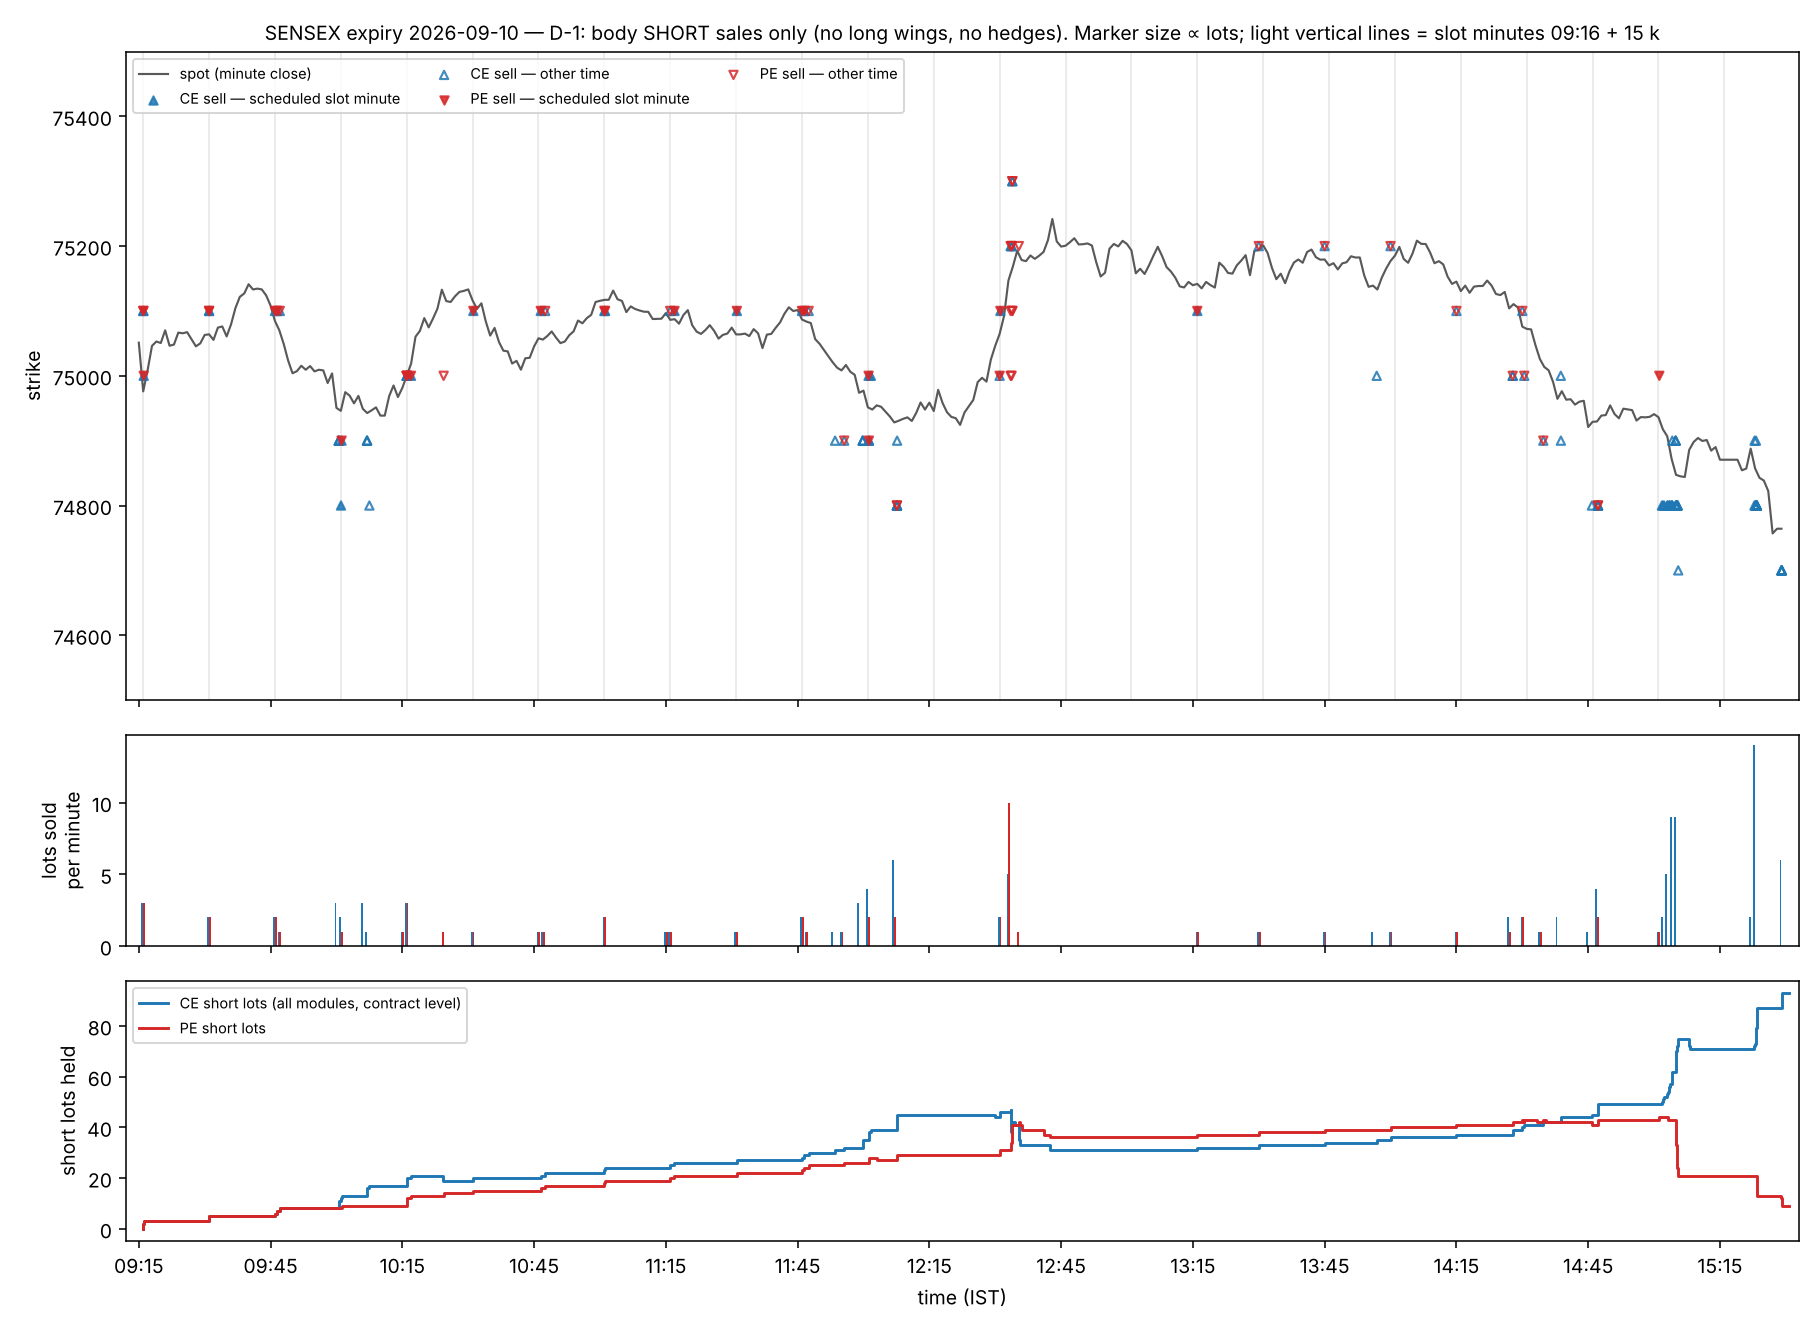 SENSEX expiry 2026-09-10 — D-1: body SHORT sales only (no long wings, no hedges). Marker size ∝ lots; light vertical lines = slot minutes 09:16 + 15 k
spot (minute close)
CE sell — scheduled slot minute
CE sell — other time
PE sell — scheduled slot minute
PE sell — other time
75400
75200
75000
74800
74600
strike
10
5
0
lots sold
per minute
CE short lots (all modules, contract level)
PE short lots
80
60
40
20
0
short lots held
09:15 09:45 10:15 10:45 11:15 11:45 12:15 12:45 13:15 13:45 14:15 14:45 15:15
time (IST)